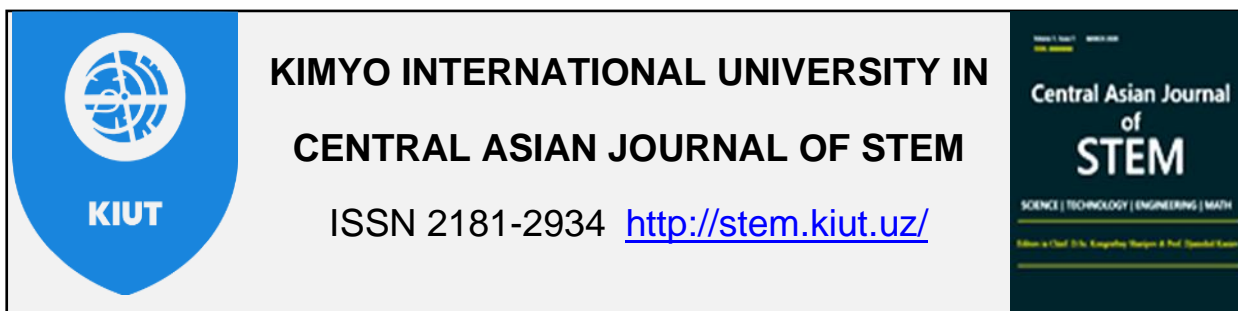 KIUT
KIMYO INTERNATIONAL UNIVERSITY IN
CENTRAL ASIAN JOURNAL OF STEM
ISSN 2181-2934 http://stem.kiut.uz/
Central Asian Journal
of
STEM
SCIENCE | TECHNOLOGY | ENGINEERING | MATH